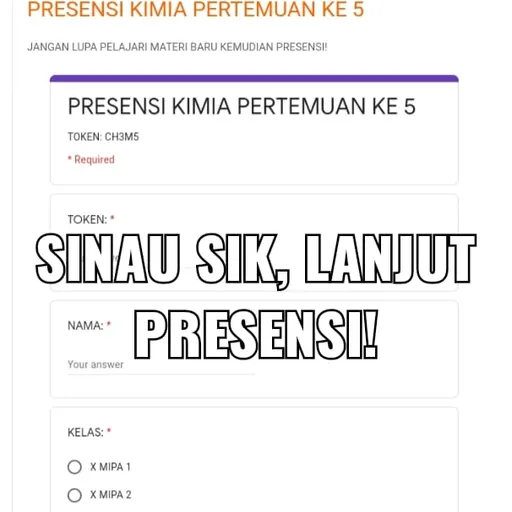 PRESENSI KIMIA PERTEMUAN KE 5
JANGAN LUPA PELAJARI MATERI BARU KEMUDIAN PRESENSI!
PRESENSI KIMIA PERTEMUAN KE 5
TOKEN: CH3M5
* Required
TOKEN: *
SINAU SIK, LANJUT
PRESENSI!
NAMA: *
Your answer
KELAS: *
X MIPA 1
X MIPA 2